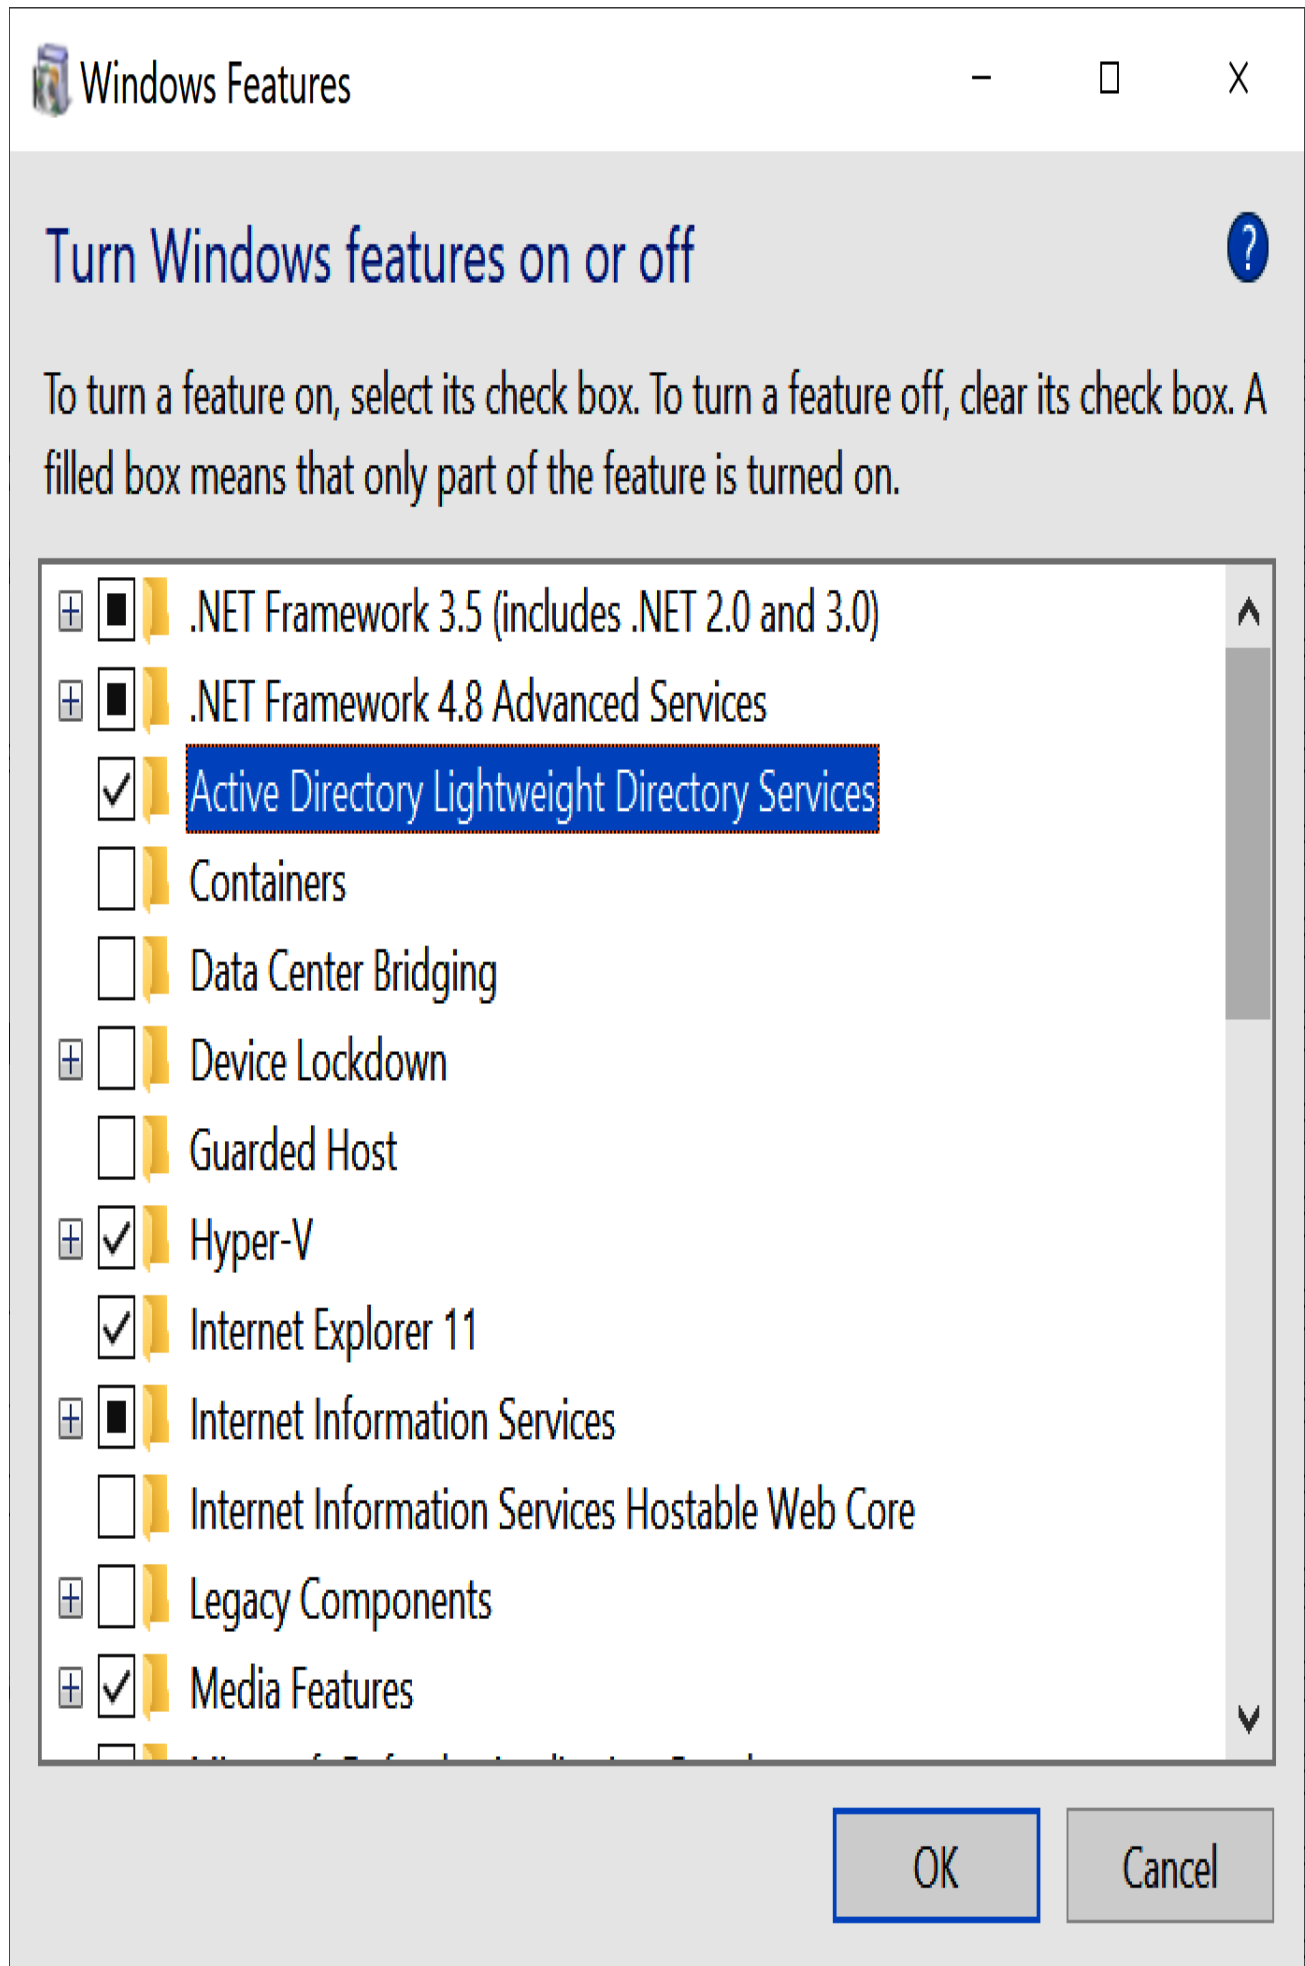 Windows Features
Turn Windows features on or off
?
To turn a feature on, select its check box. To turn a feature off, clear its check box. A
filled box means that only part of the feature is turned on.
.NET Framework 3.5 (includes .NET 2.0 and 3.0)
.NET Framework 4.8 Advanced Services
Active Directory Lightweight Directory Services
Containers
Data Center Bridging
Device Lockdown
Guarded Host
Hyper-V
Internet Explorer 11
Internet Information Services
Internet Information Services Hostable Web Core
Legacy Components
Media Features
OK
Cancel